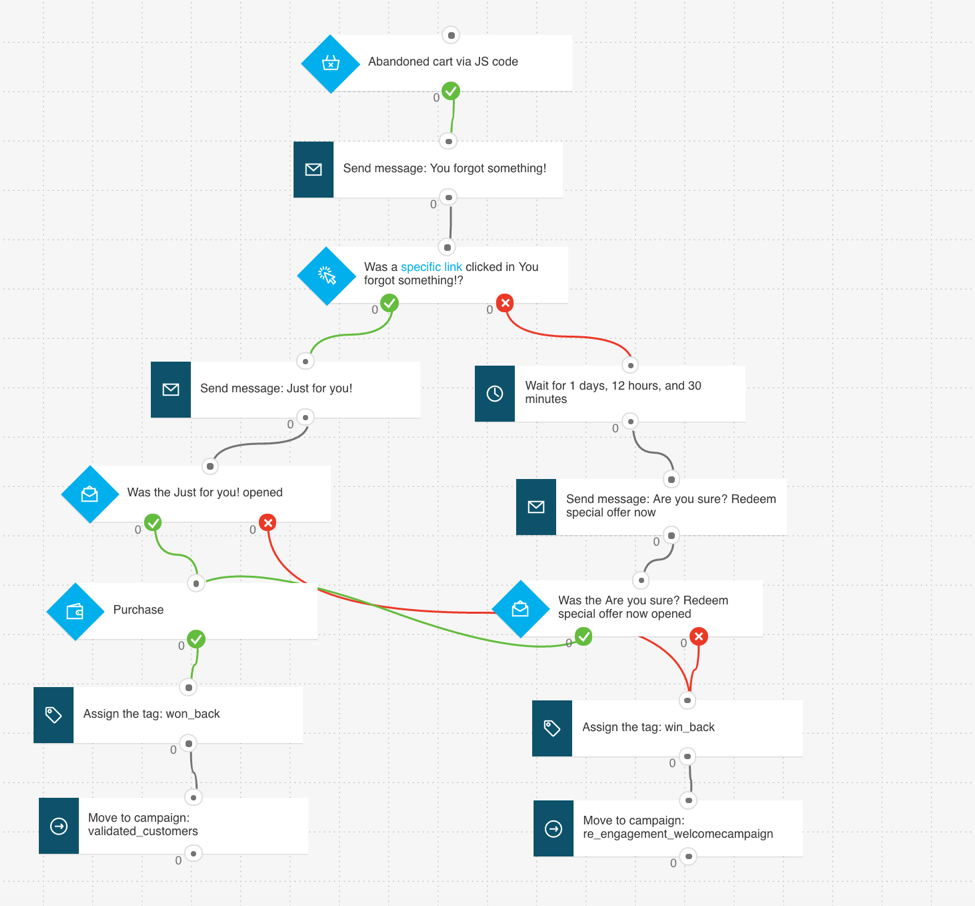 Abandoned cart via JS code
0
Send message: You forgot something!
0
Was a specific link clicked in You
forgot something!?
0
0
Send message: Just for you!
0
Wait for 1 days, 12 hours, and 30
minutes
0
Was the Just for you! opened
0
0
Send message: Are you sure? Redeem
special offer now
0
Purchase
0
Was the Are you sure? Redeem
special offer now opened
0
0
Assign the tag: won_back
0
Assign the tag: win_back
0
Move to campaign:
validated_customers
0
Move to campaign:
re_engagement_welcomecampaign
0